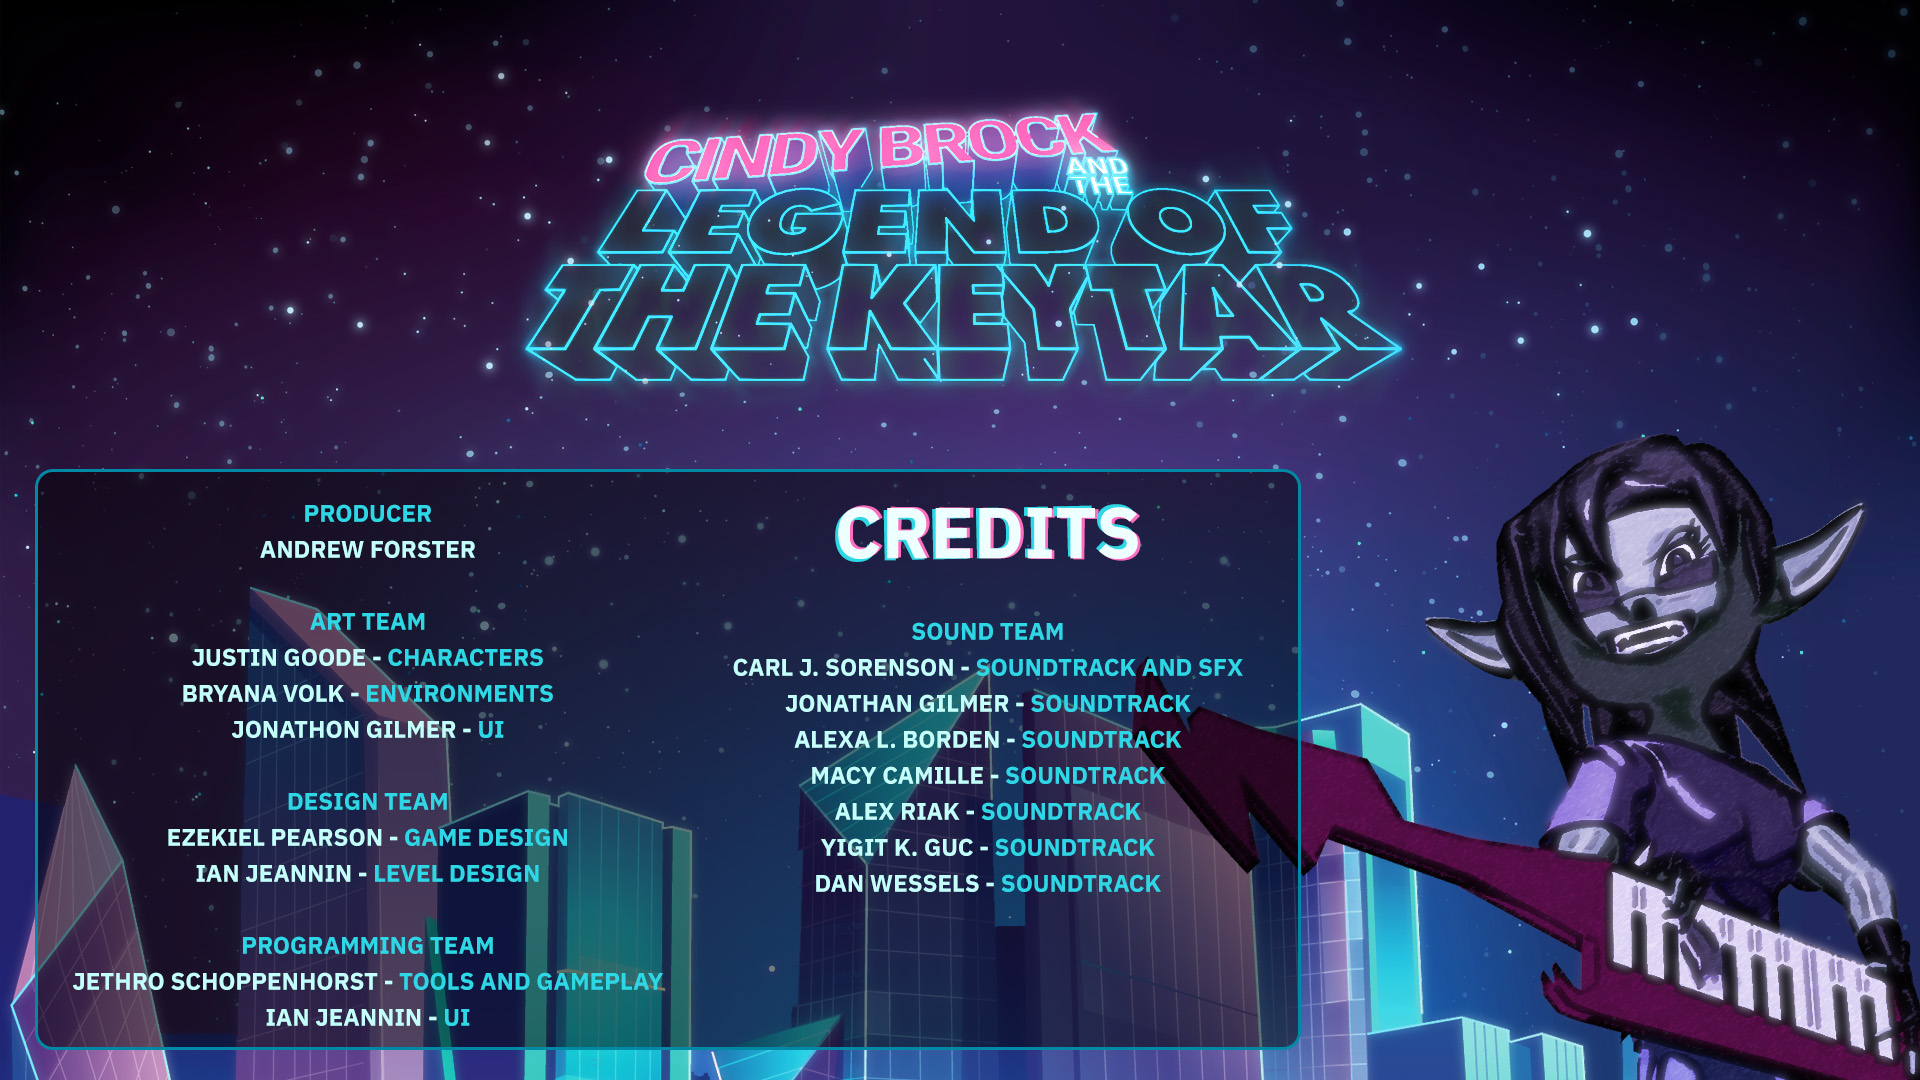 CINDY BROCK
AND
THE
LEGEND OF
THE KEYTAR
PRODUCER
ANDREW FORSTER
ART TEAM
JUSTIN GOODE - CHARACTERS
BRYANA VOLK - ENVIRONMENTS
JONATHON GILMER - UI
DESIGN TEAM
EZEKIEL PEARSON - GAME DESIGN
IAN JEANNIN - LEVEL DESIGN
PROGRAMMING TEAM
JETHRO SCHOPPENHORST - TOOLS AND GAMEPLAY
IAN JEANNIN - UI
CREDITS
SOUND TEAM
CARL J. SORENSON - SOUNDTRACK AND SFX
JONATHAN GILMER - SOUNDTRACK
ALEXA L. BORDEN - SOUNDTRACK
MACY CAMILLE - SOUNDTRACK
ALEX RIAK - SOUNDTRACK
YIGIT K. GUC - SOUNDTRACK
DAN WESSELS - SOUNDTRACK